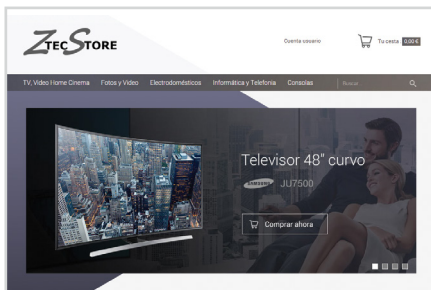 ZTECSTORE
Cuenta usuario
Tu cesta : 0.00 €
TV, Video Home Cinema Fotos y Video Electrodomésticos Informática y Telefonía Consolas Buscar
Televisor 48" curvo
SAMSUNG JU7500
Comprar ahora